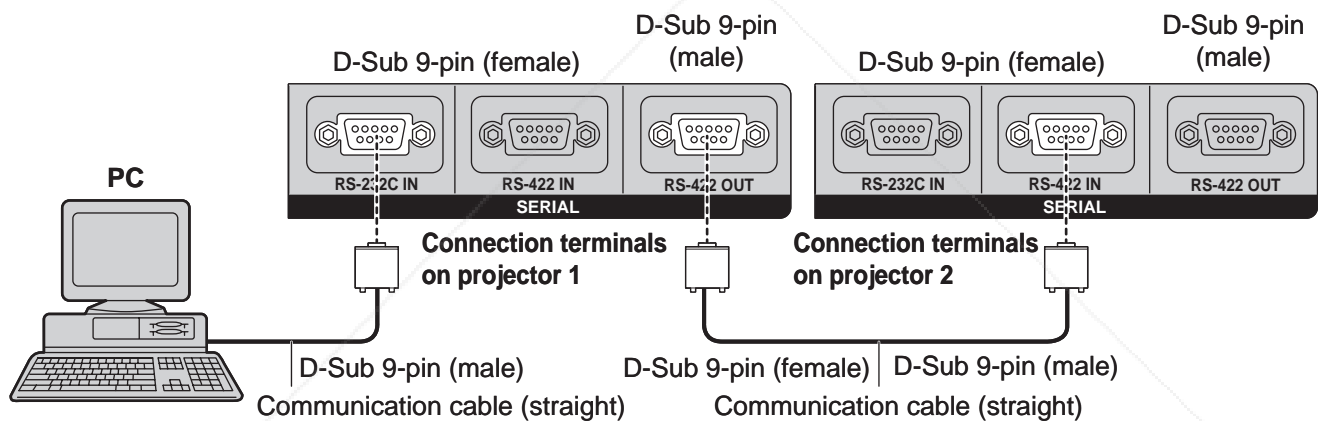 D-Sub 9-pin
(male)
D-Sub 9-pin (female)
D-Sub 9-pin
(male)
D-Sub 9-pin (female)
RS-232C IN
RS-422 IN
RS-422 OUT
SERIAL
RS-232C IN
RS-422 IN
RS-422 OUT
SERIAL
PC
Connection terminals
on projector 1
Connection terminals
on projector 2
D-Sub 9-pin (male)
Communication cable (straight)
D-Sub 9-pin (female)
D-Sub 9-pin (male)
Communication cable (straight)